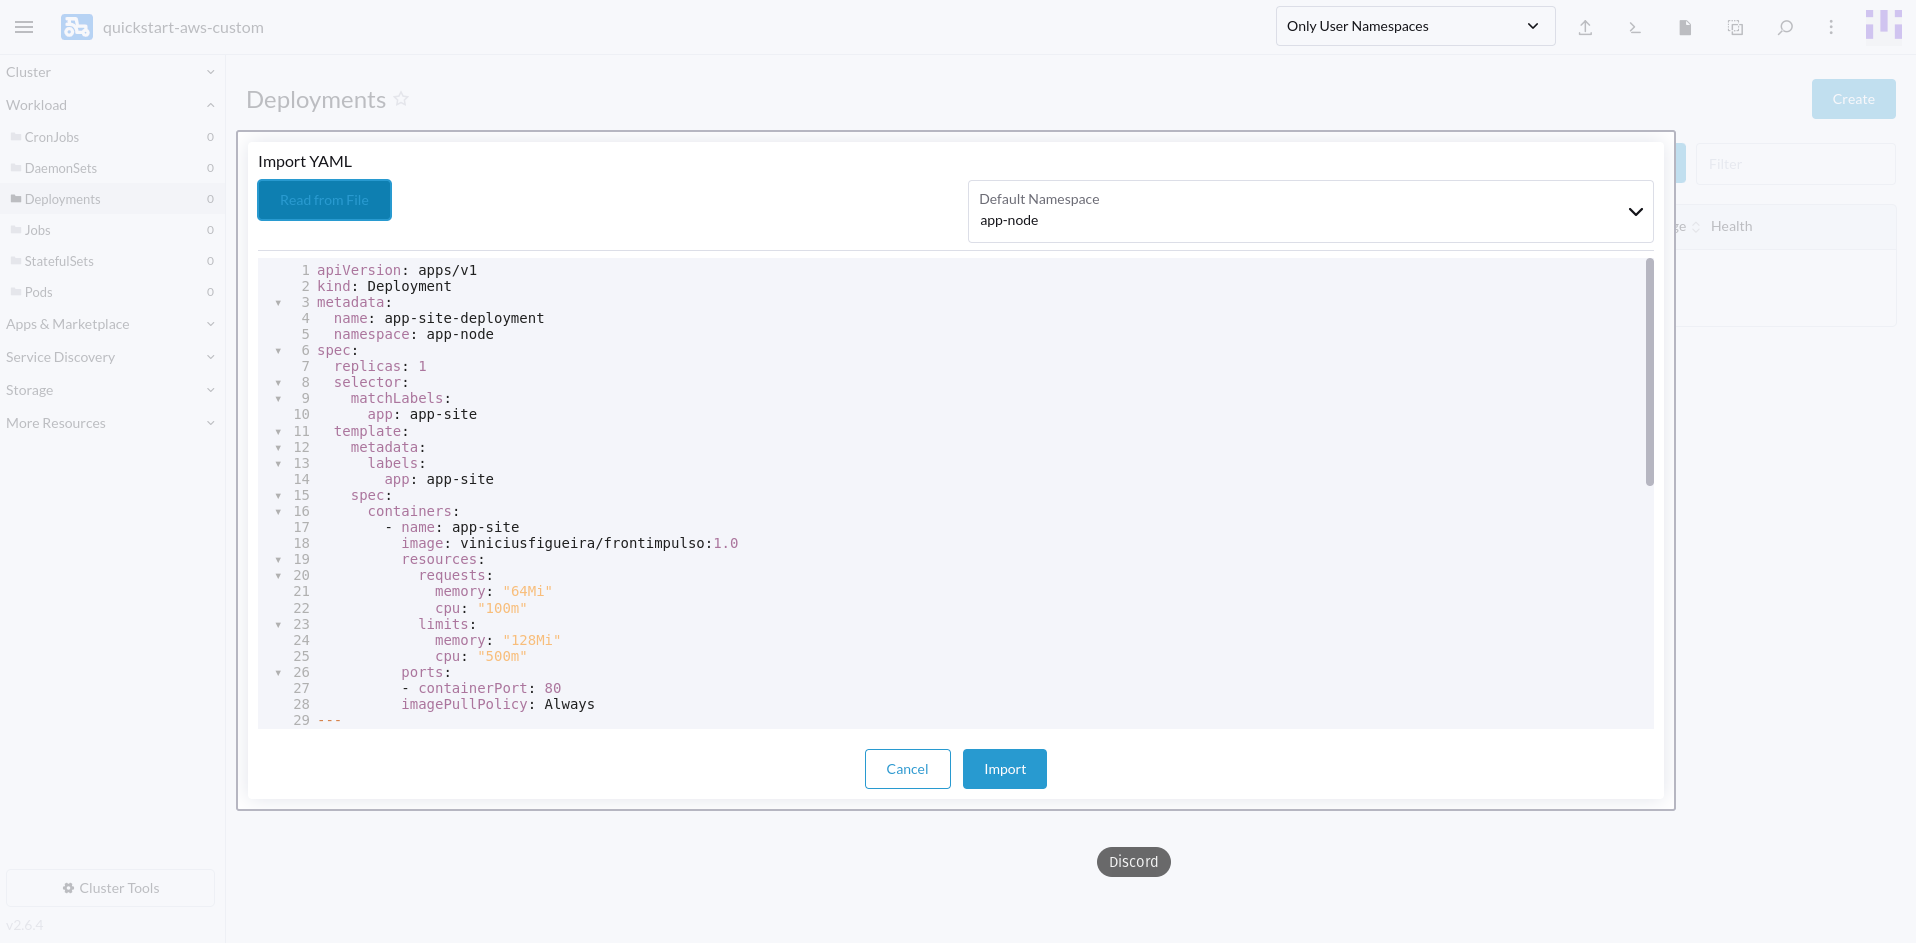 quickstart-aws-custom
Only User Namespaces
Cluster
Workload
CronJobs 0
DaemonSets 0
Deployments 0
Jobs 0
StatefulSets 0
Pods 0
Apps & Marketplace
Service Discovery
Storage
More Resources
Cluster Tools
v2.6.4
Deployments
Create
Filter
ge
Health
Import YAML
Read from File
Default Namespace
app-node
1 apiVersion: apps/v1
2 kind: Deployment
3 metadata:
4   name: app-site-deployment
5   namespace: app-node
6 spec:
7   replicas: 1
8   selector:
9     matchLabels:
10       app: app-site
11   template:
12     metadata:
13       labels:
14         app: app-site
15     spec:
16       containers:
17         - name: app-site
18           image: viniciusfigueira/frontimpulso:1.0
19           resources:
20             requests:
21               memory: "64Mi"
22               cpu: "100m"
23             limits:
24               memory: "128Mi"
25               cpu: "500m"
26           ports:
27           - containerPort: 80
28           imagePullPolicy: Always
29 ---
Cancel
Import
Discord